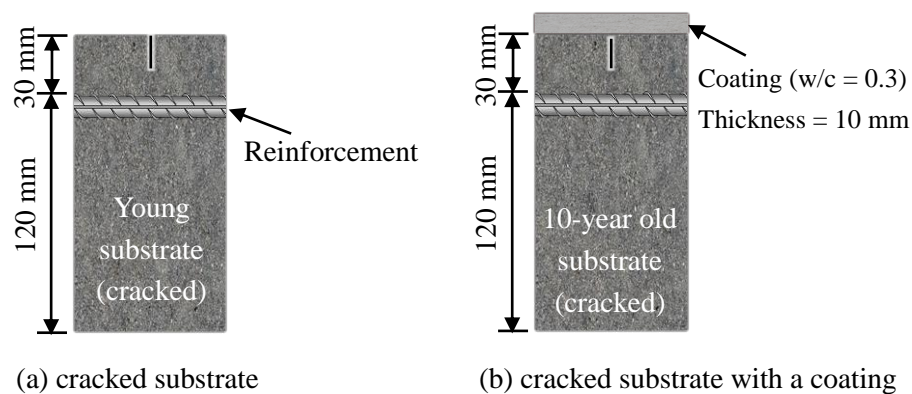 30 mm
120 mm
Reinforcement
Young
substrate
(cracked)
(a) cracked substrate
30 mm
120 mm
Coating (w/c = 0.3)
Thickness = 10 mm
10-year old
substrate
(cracked)
(b) cracked substrate with a coating